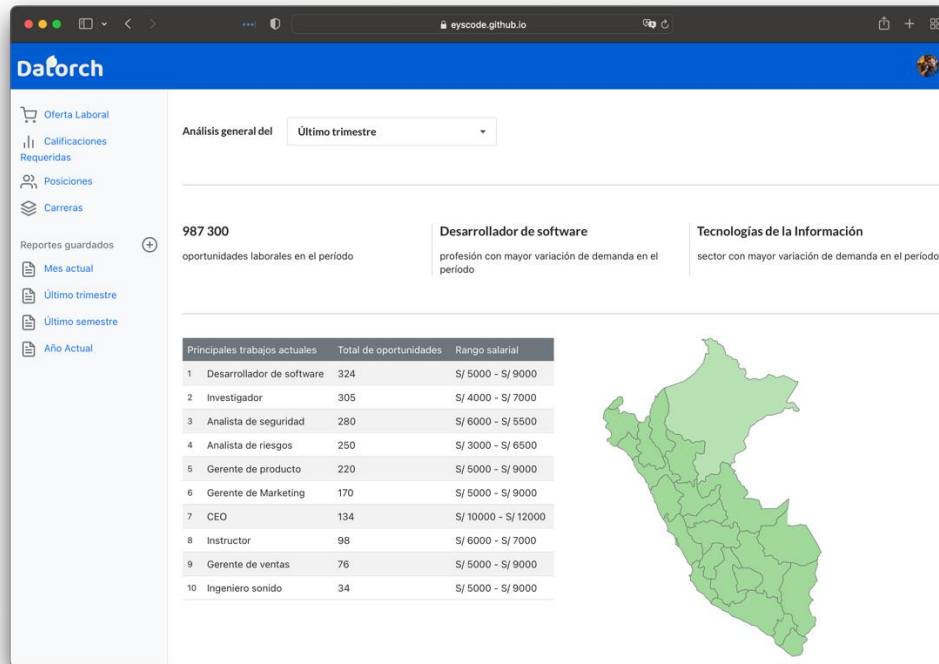 eyscode.github.io
Datorch
Oferta Laboral
Calificaciones
Requeridas
Posiciones
Carreras
Reportes guardados
Mes actual
Último trimestre
Último semestre
Año Actual
Análisis general del Último trimestre
987 300
oportunidades laborales en el período
Desarrollador de software
profesión con mayor variación de demanda en el
período
Tecnologías de la Información
sector con mayor variación de demanda en el período
Principales trabajos actuales Total de oportunidades Rango salarial
1 Desarrollador de software 324 S/ 5000 - S/ 9000
2 Investigador 305 S/ 4000 - S/ 7000
3 Analista de seguridad 280 S/ 6000 - S/ 5500
4 Analista de riesgos 250 S/ 3000 - S/ 6500
5 Gerente de producto 220 S/ 5000 - S/ 9000
6 Gerente de Marketing 170 S/ 5000 - S/ 9000
7 CEO 134 S/ 10000 - S/ 12000
8 Instructor 98 S/ 6000 - S/ 7000
9 Gerente de ventas 76 S/ 5000 - S/ 9000
10 Ingeniero sonido 34 S/ 5000 - S/ 9000